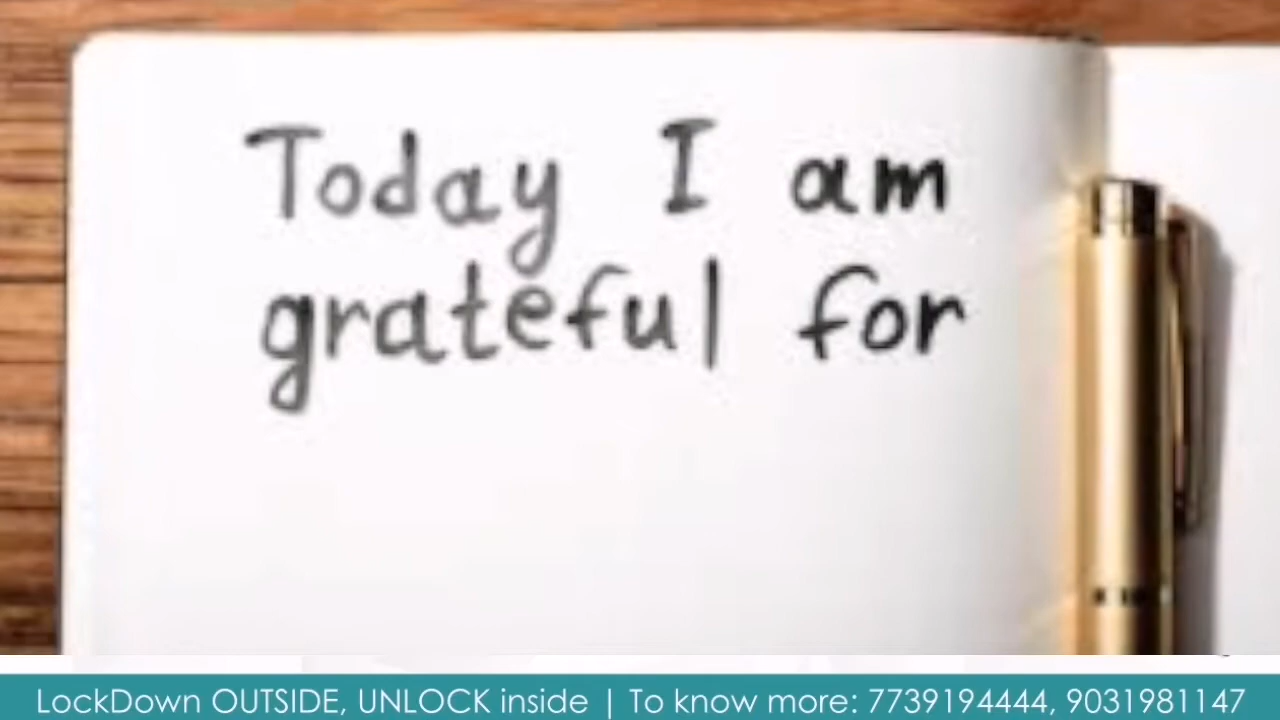 Today I am
grateful for
LockDown OUTSIDE, UNLOCK inside | To know more: 7739194444, 9031981147